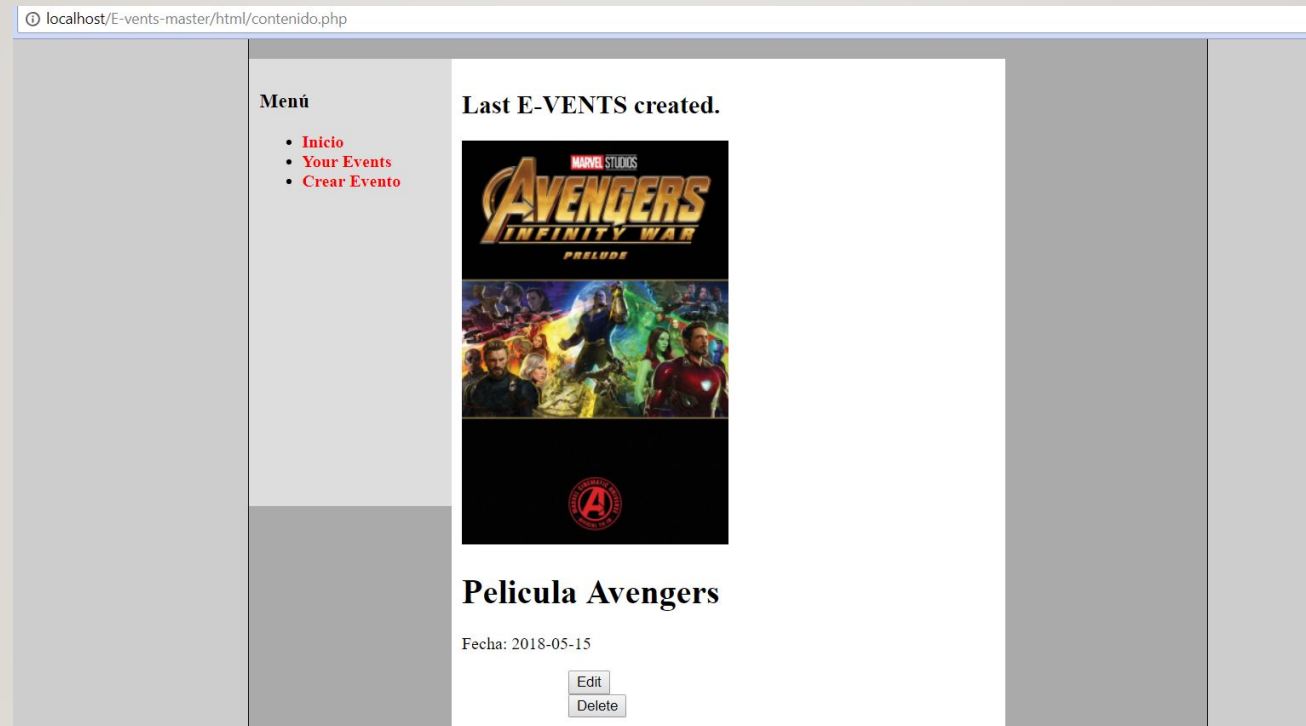 localhost/E-vents-master/html/contenido.php
Menú
Inicio
Your Events
Crear Evento
Last E-VENTS created.
MARVEL STUDIOS
AVENGERS
INFINITY WAR
PRELUDE
Pelicula Avengers
Fecha: 2018-05-15
Edit
Delete